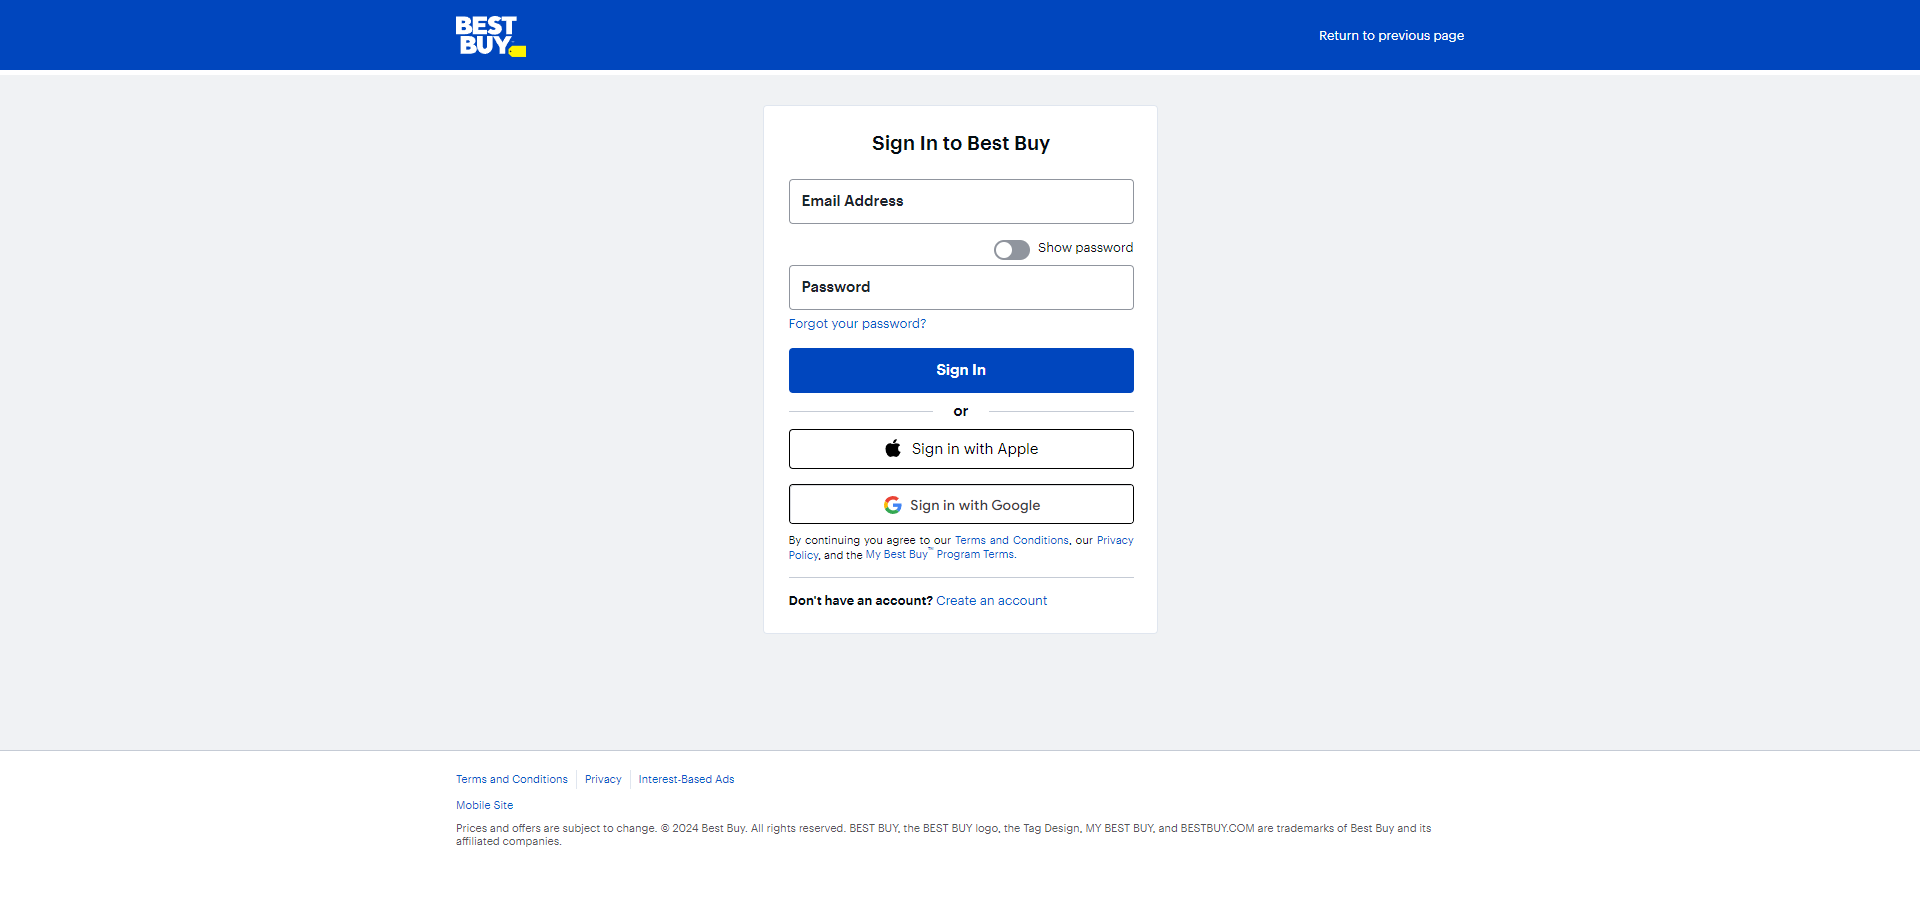 BEST
BUY
Return to previous page
Sign In to Best Buy
Email Address
Show password
Password
Forgot your password?
Sign In
or
Sign in with Apple
Sign in with Google
By continuing you agree to our Terms and Conditions, our Privacy
Policy, and the My Best Buy™ Program Terms.
Don't have an account? Create an account
Terms and Conditions Privacy Interest-Based Ads
Mobile Site
Prices and offers are subject to change. © 2024 Best Buy. All rights reserved. BEST BUY, the BEST BUY logo, the Tag Design, MY BEST BUY, and BESTBUY.COM are trademarks of Best Buy and its
affiliated companies.